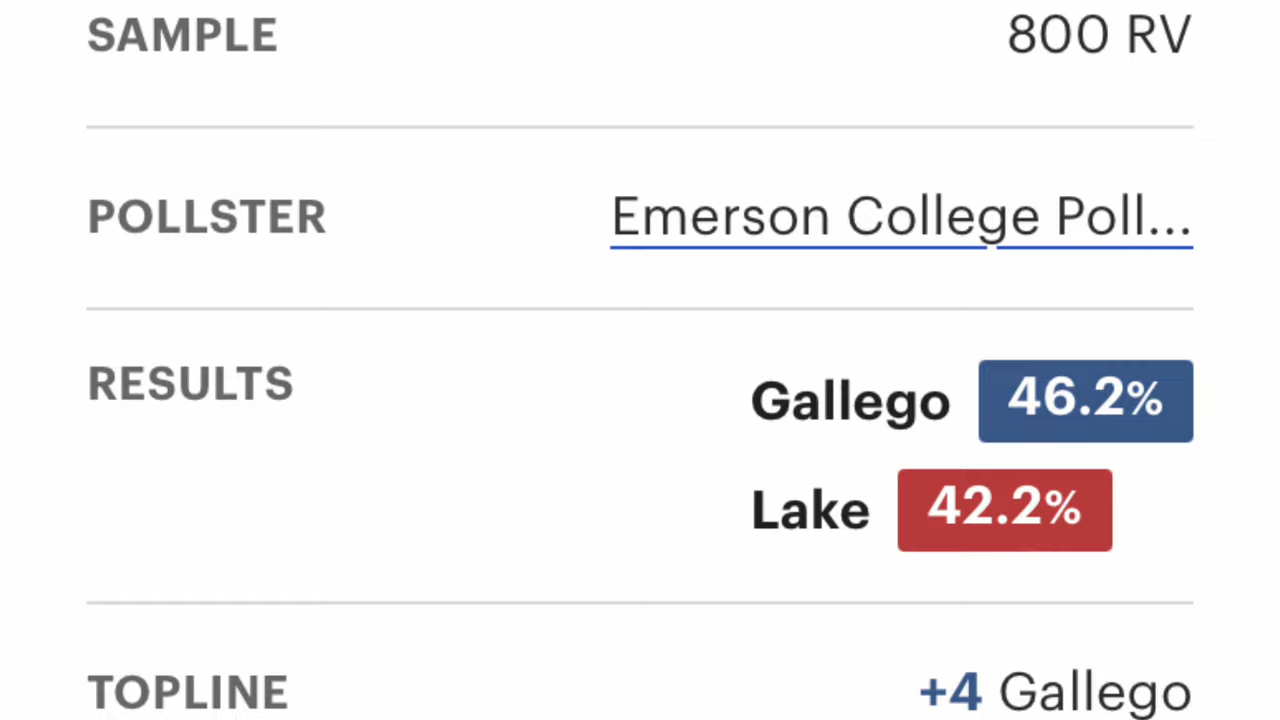 SAMPLE 800 RV
POLLSTER Emerson College Poll...
RESULTS Gallego 46.2%
Lake 42.2%
TOPLINE +4 Gallego